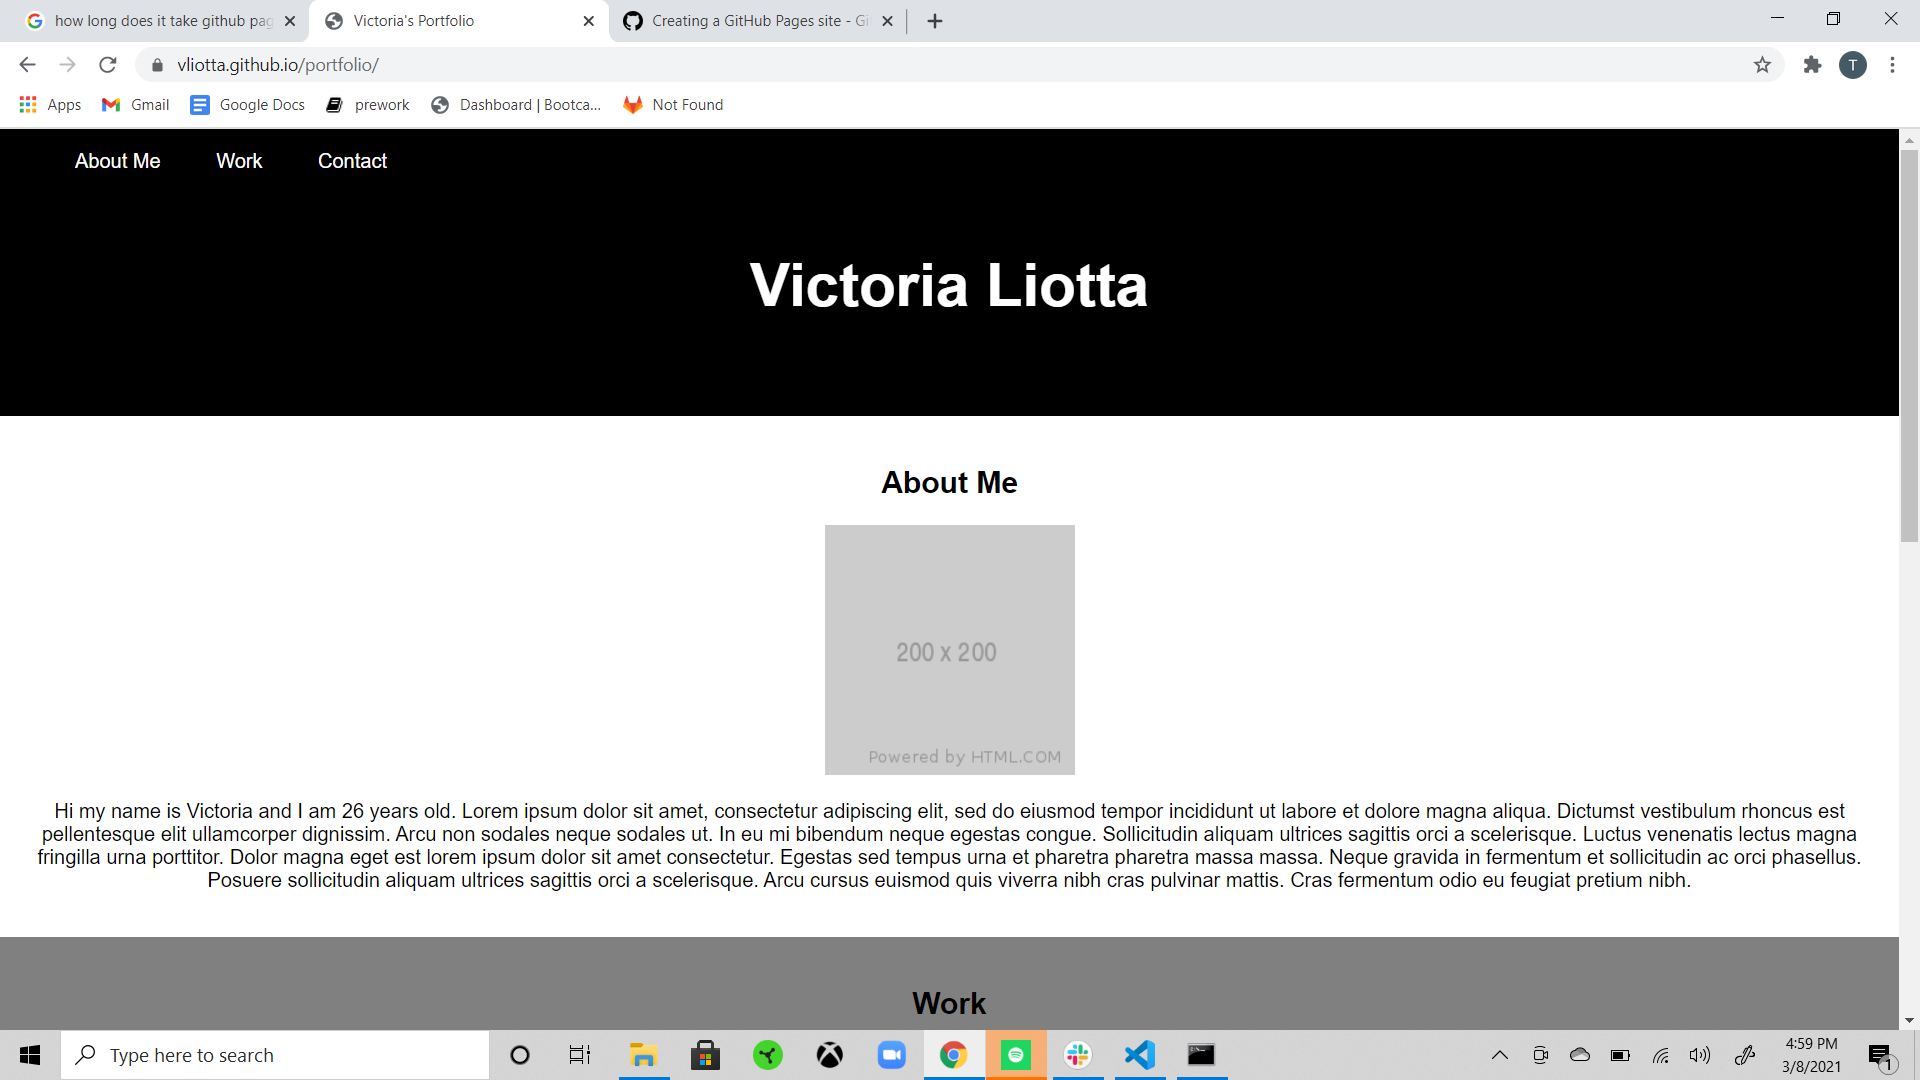 how long does it take github pag
Victoria's Portfolio
Creating a GitHub Pages site - Gi
vliotta.github.io/portfolio/
T
Apps
Gmail
Google Docs
prework
Dashboard | Bootca...
Not Found
About Me
Work
Contact
Victoria Liotta
About Me
200 x 200
Powered by HTML.COM
Hi my name is Victoria and I am 26 years old. Lorem ipsum dolor sit amet, consectetur adipiscing elit, sed do eiusmod tempor incididunt ut labore et dolore magna aliqua. Dictumst vestibulum rhoncus est
pellentesque elit ullamcorper dignissim. Arcu non sodales neque sodales ut. In eu mi bibendum neque egestas congue. Sollicitudin aliquam ultrices sagittis orci a scelerisque. Luctus venenatis lectus magna
fringilla urna porttitor. Dolor magna eget est lorem ipsum dolor sit amet consectetur. Egestas sed tempus urna et pharetra pharetra massa massa. Neque gravida in fermentum et sollicitudin ac orci phasellus.
Posuere sollicitudin aliquam ultrices sagittis orci a scelerisque. Arcu cursus euismod quis viverra nibh cras pulvinar mattis. Cras fermentum odio eu feugiat pretium nibh.
Work
Type here to search
4:59 PM
3/8/2021
1